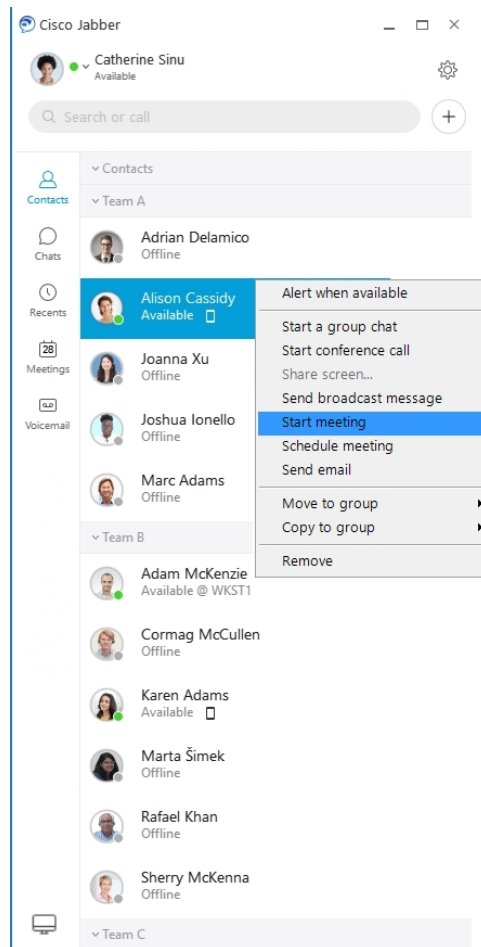 Cisco Jabber
Catherine Sinu
Available
Search or call
Contacts
Chats
Recents
28
Meetings
Voicemail
Contacts
Team A
Adrian Delamico
Offline
Alison Cassidy
Available
Joanna Xu
Offline
Joshua Ionello
Offline
Marc Adams
Offline
Alert when available
Start a group chat
Start conference call
Share screen...
Send broadcast message
Start meeting
Schedule meeting
Send email
Move to group
Copy to group
Remove
Team B
Adam McKenzie
Available @ WKST1
Cormag McCullen
Offline
Karen Adams
Available
Marta Šimek
Offline
Rafael Khan
Offline
Sherry McKenna
Offline
Team C